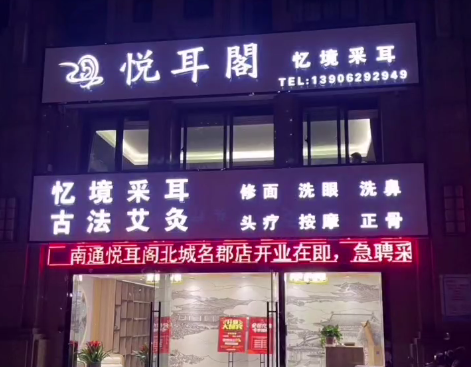 悦耳阁 忆境采耳
TEL:13906292949
忆境采耳 修面 洗眼 洗鼻
古法艾灸 头疗 按摩 正骨
南通悦耳阁北城名郡店开业在即，急聘采